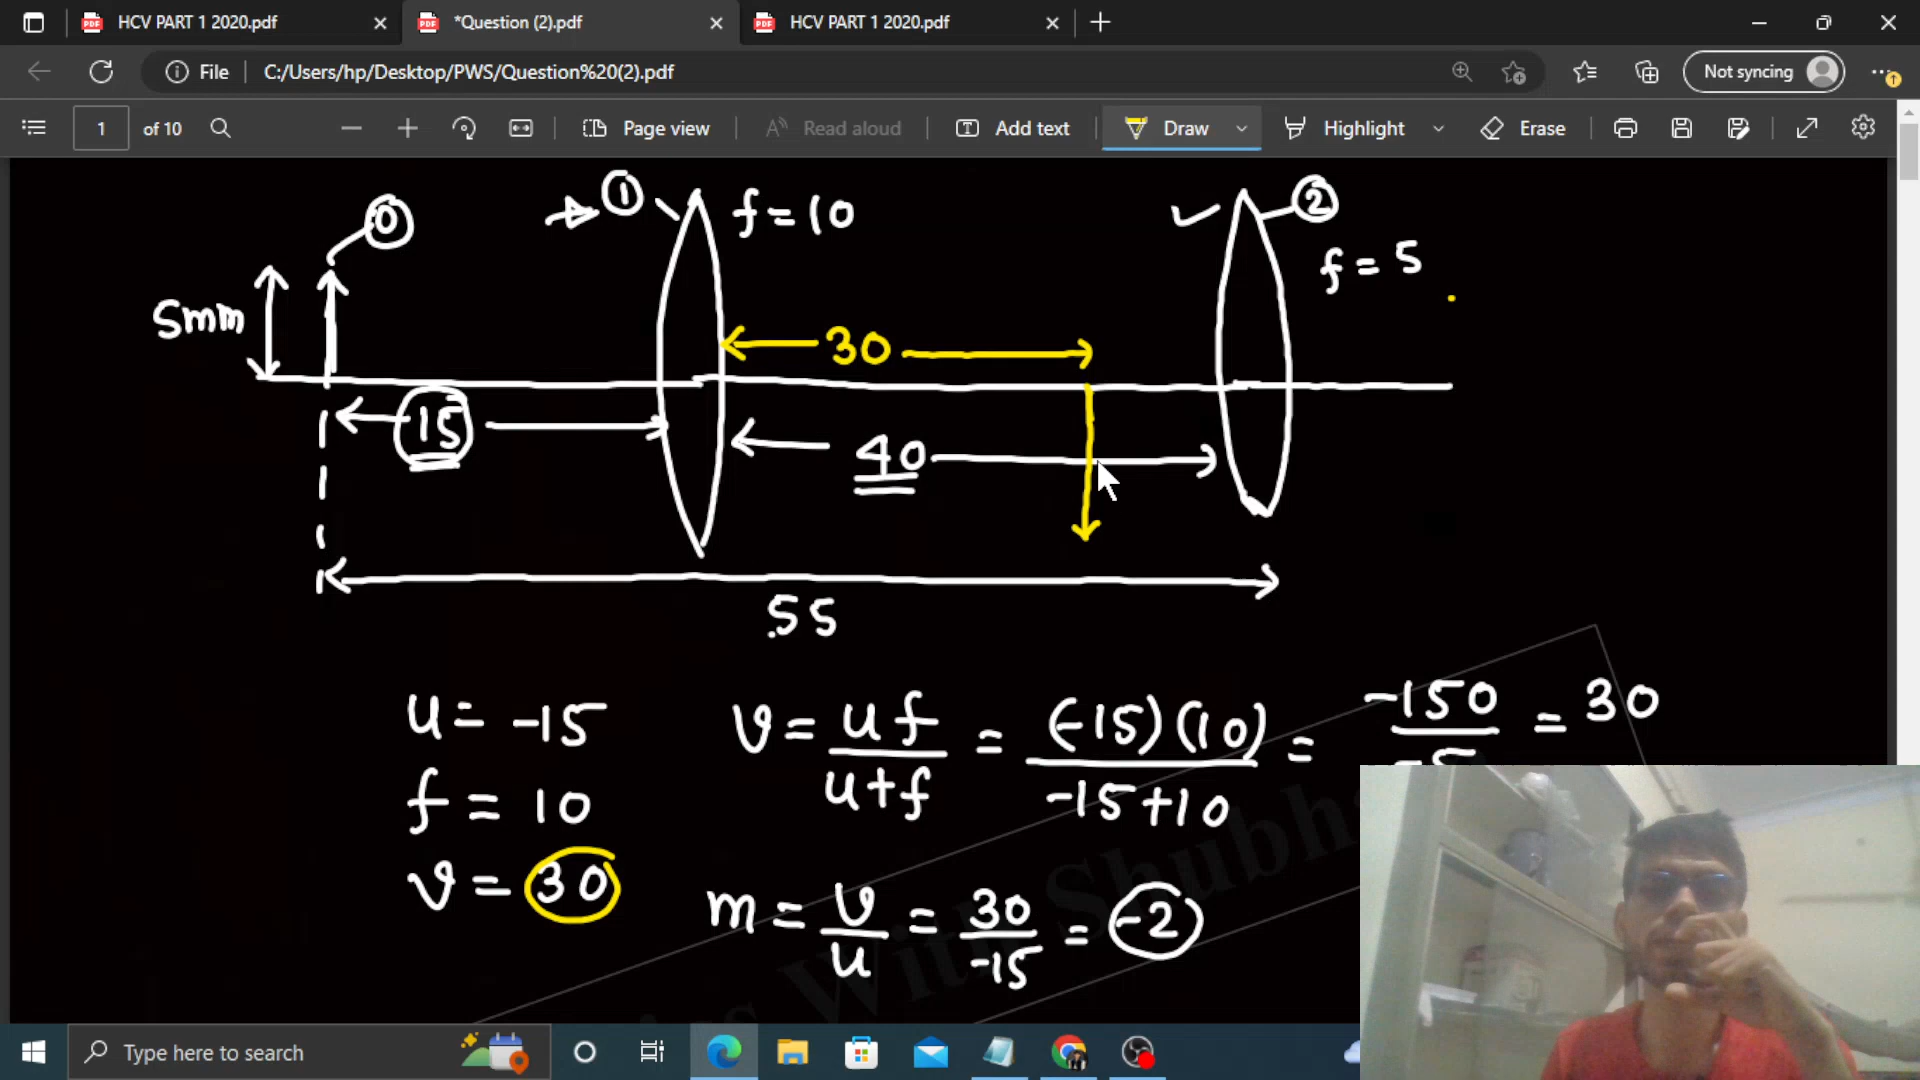 HCV PART 1 2020.pdf
*Question (2).pdf
HCV PART 1 2020.pdf
File
C:/Users/hp/Desktop/PWS/Question%20(2).pdf
Not syncing
1 of 10
Page view
Read aloud
Add text
Draw
Highlight
Erase
O
1
f = 10
2
f = 5
5mm
30
15
40
55
u = -15
v = uf/u+f = (-15)(10)/-15+10 = -150/-5 = 30
f = 10
v = 30
m = v/u = 30/-15 = -2
With Shubha
Type here to search